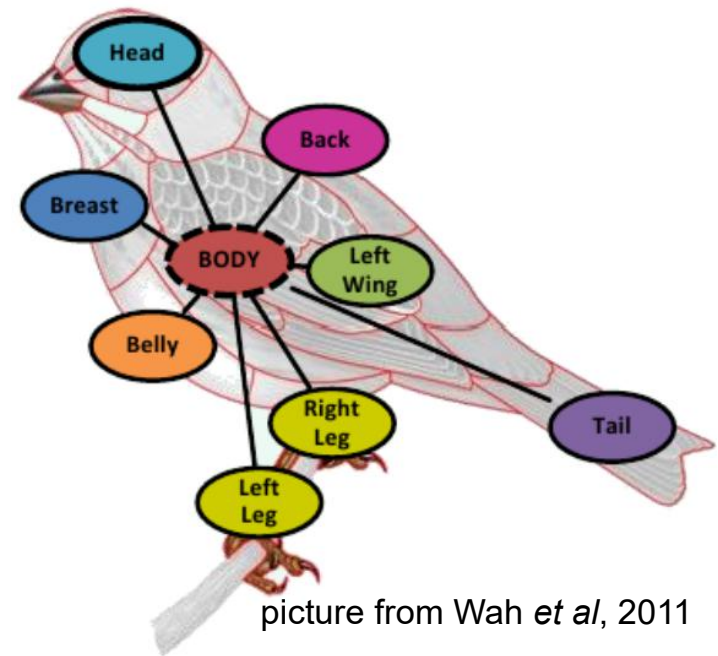 Head
Back
Breast
BODY
Left
Wing
Belly
Right
Leg
Tail
Left
Leg
picture from Wah et al, 2011